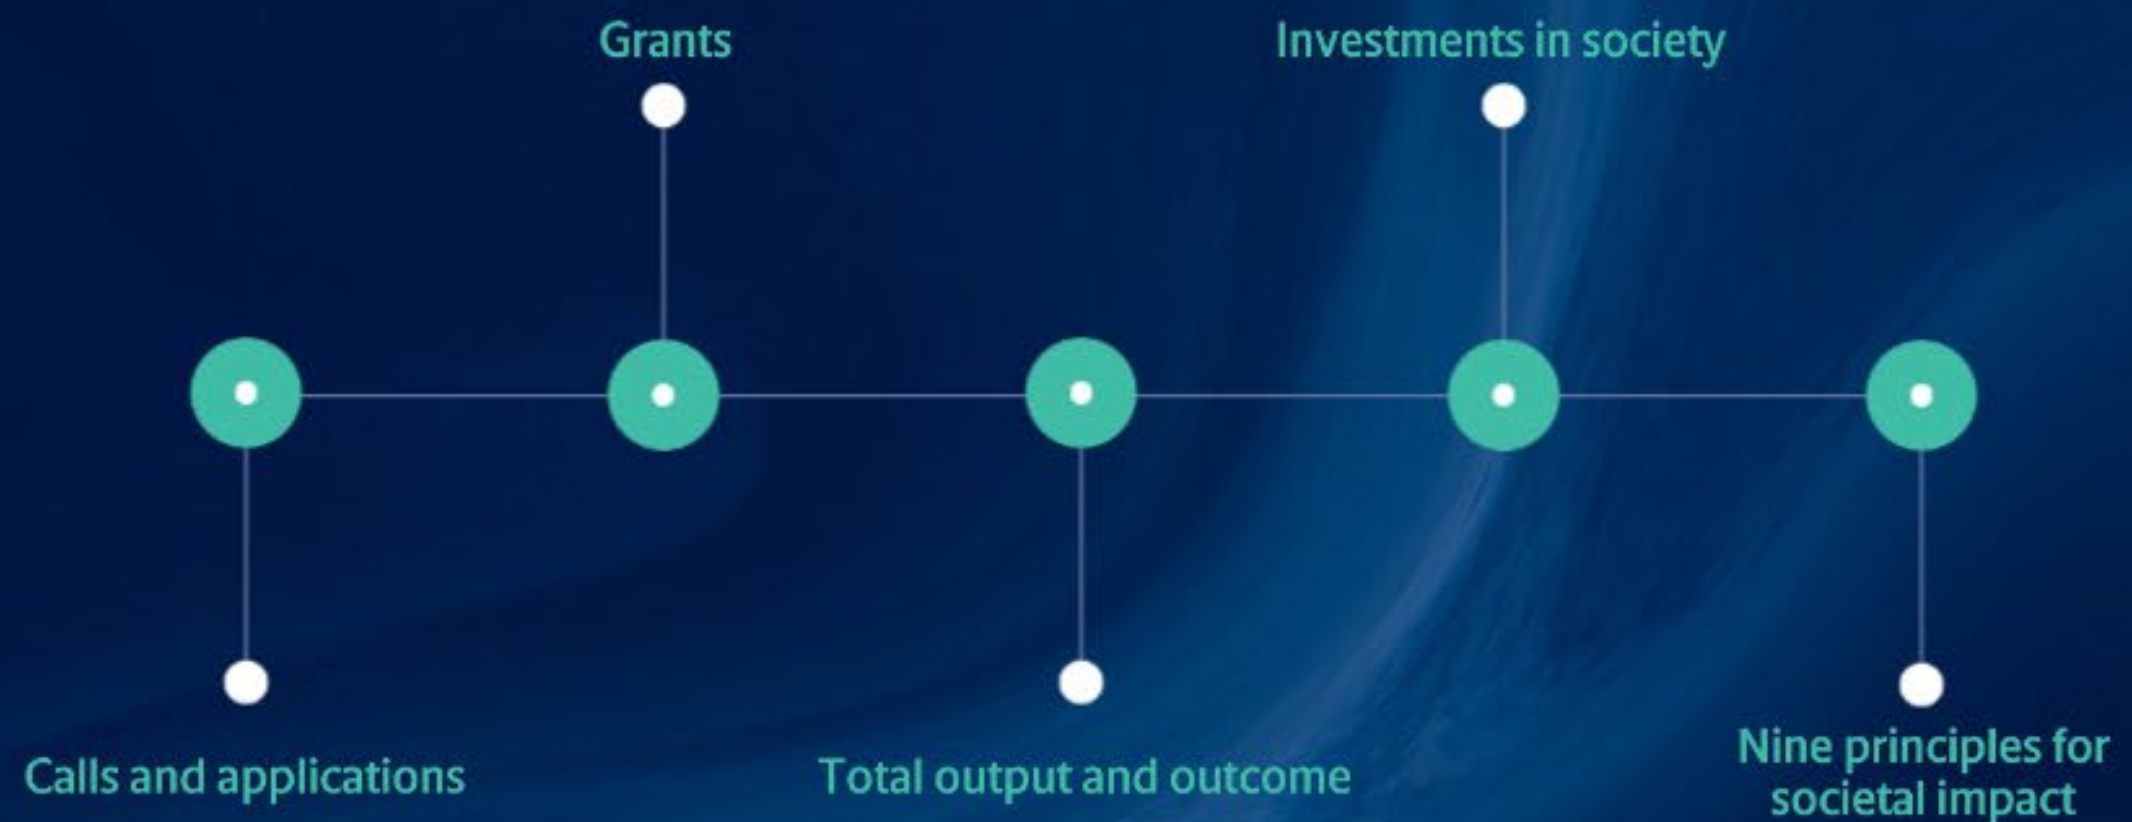 Grants
Investments in society
Calls and applications
Total output and outcome
Nine principles for
societal impact